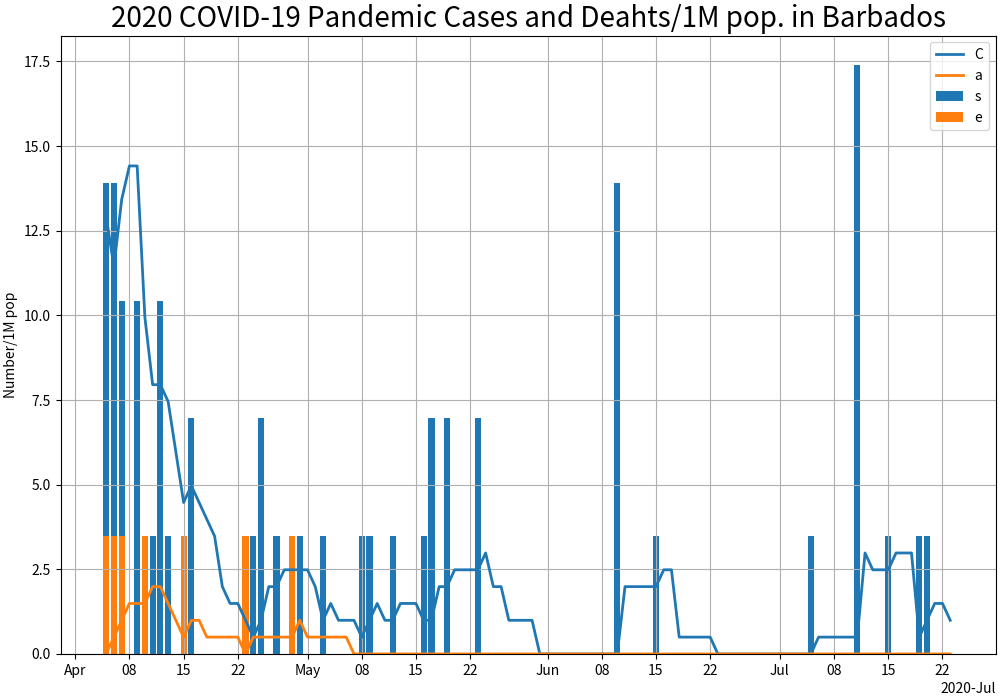 2020 COVID-19 Pandemic Cases and Deahts/1M pop. in Barbados
C
a
s
e
17.5
15.0
12.5
10.0
7.5
5.0
2.5
0.0
Number/1M pop
Apr 08 15 22 May 08 15 22 Jun 08 15 22 Jul 08 15 22
2020-Jul